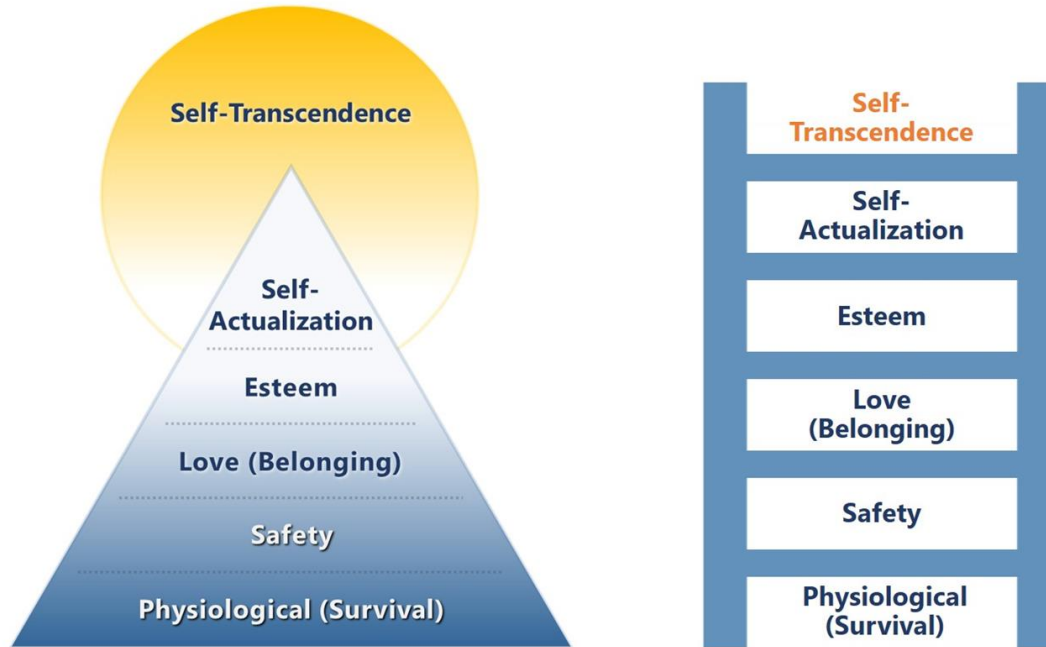 Self-Transcendence
Self-
Actualization
Esteem
Love (Belonging)
Safety
Physiological (Survival)
Self-
Transcendence
Self-
Actualization
Esteem
Love
(Belonging)
Safety
Physiological
(Survival)